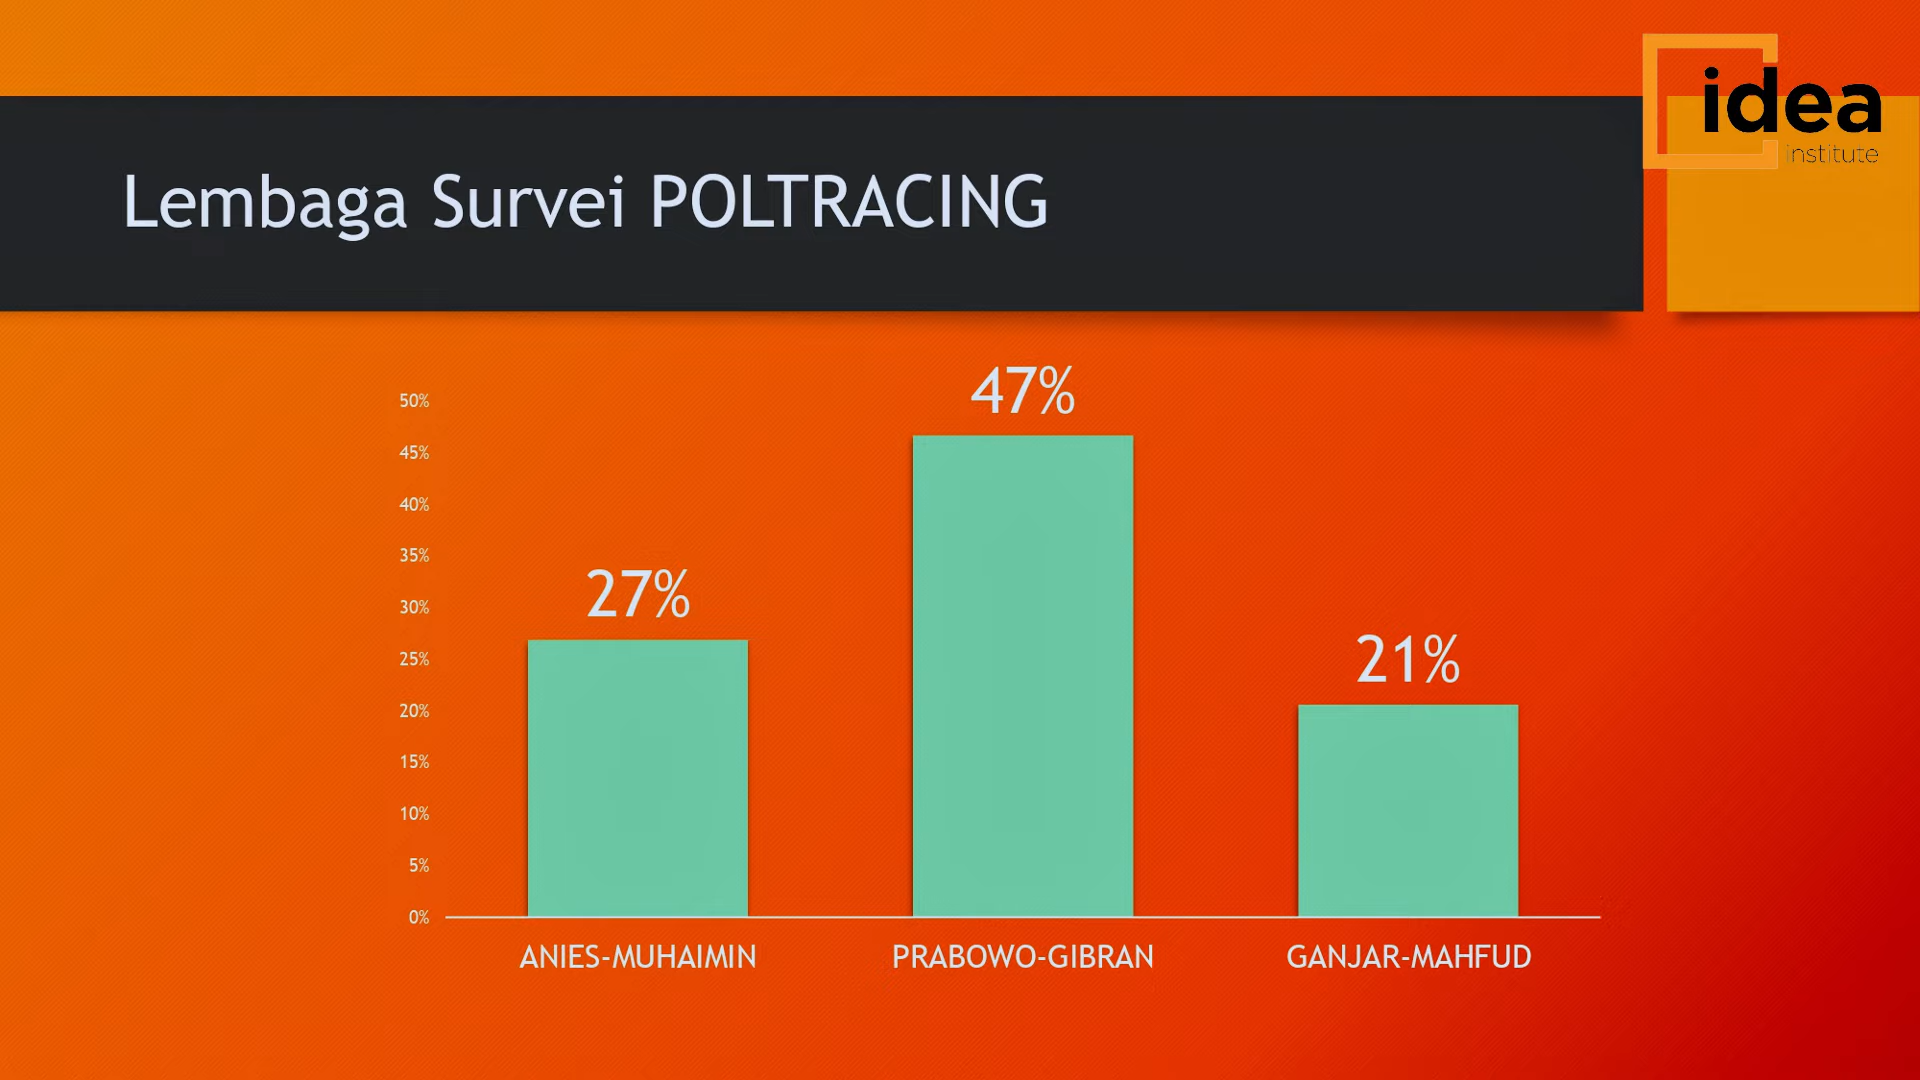 idea
institute
Lembaga Survei POLTRACING
50%
45%
40%
35%
30%
25%
20%
15%
10%
5%
0%
27%
47%
21%
ANIES-MUHAIMIN
PRABOWO-GIBRAN
GANJAR-MAHFUD